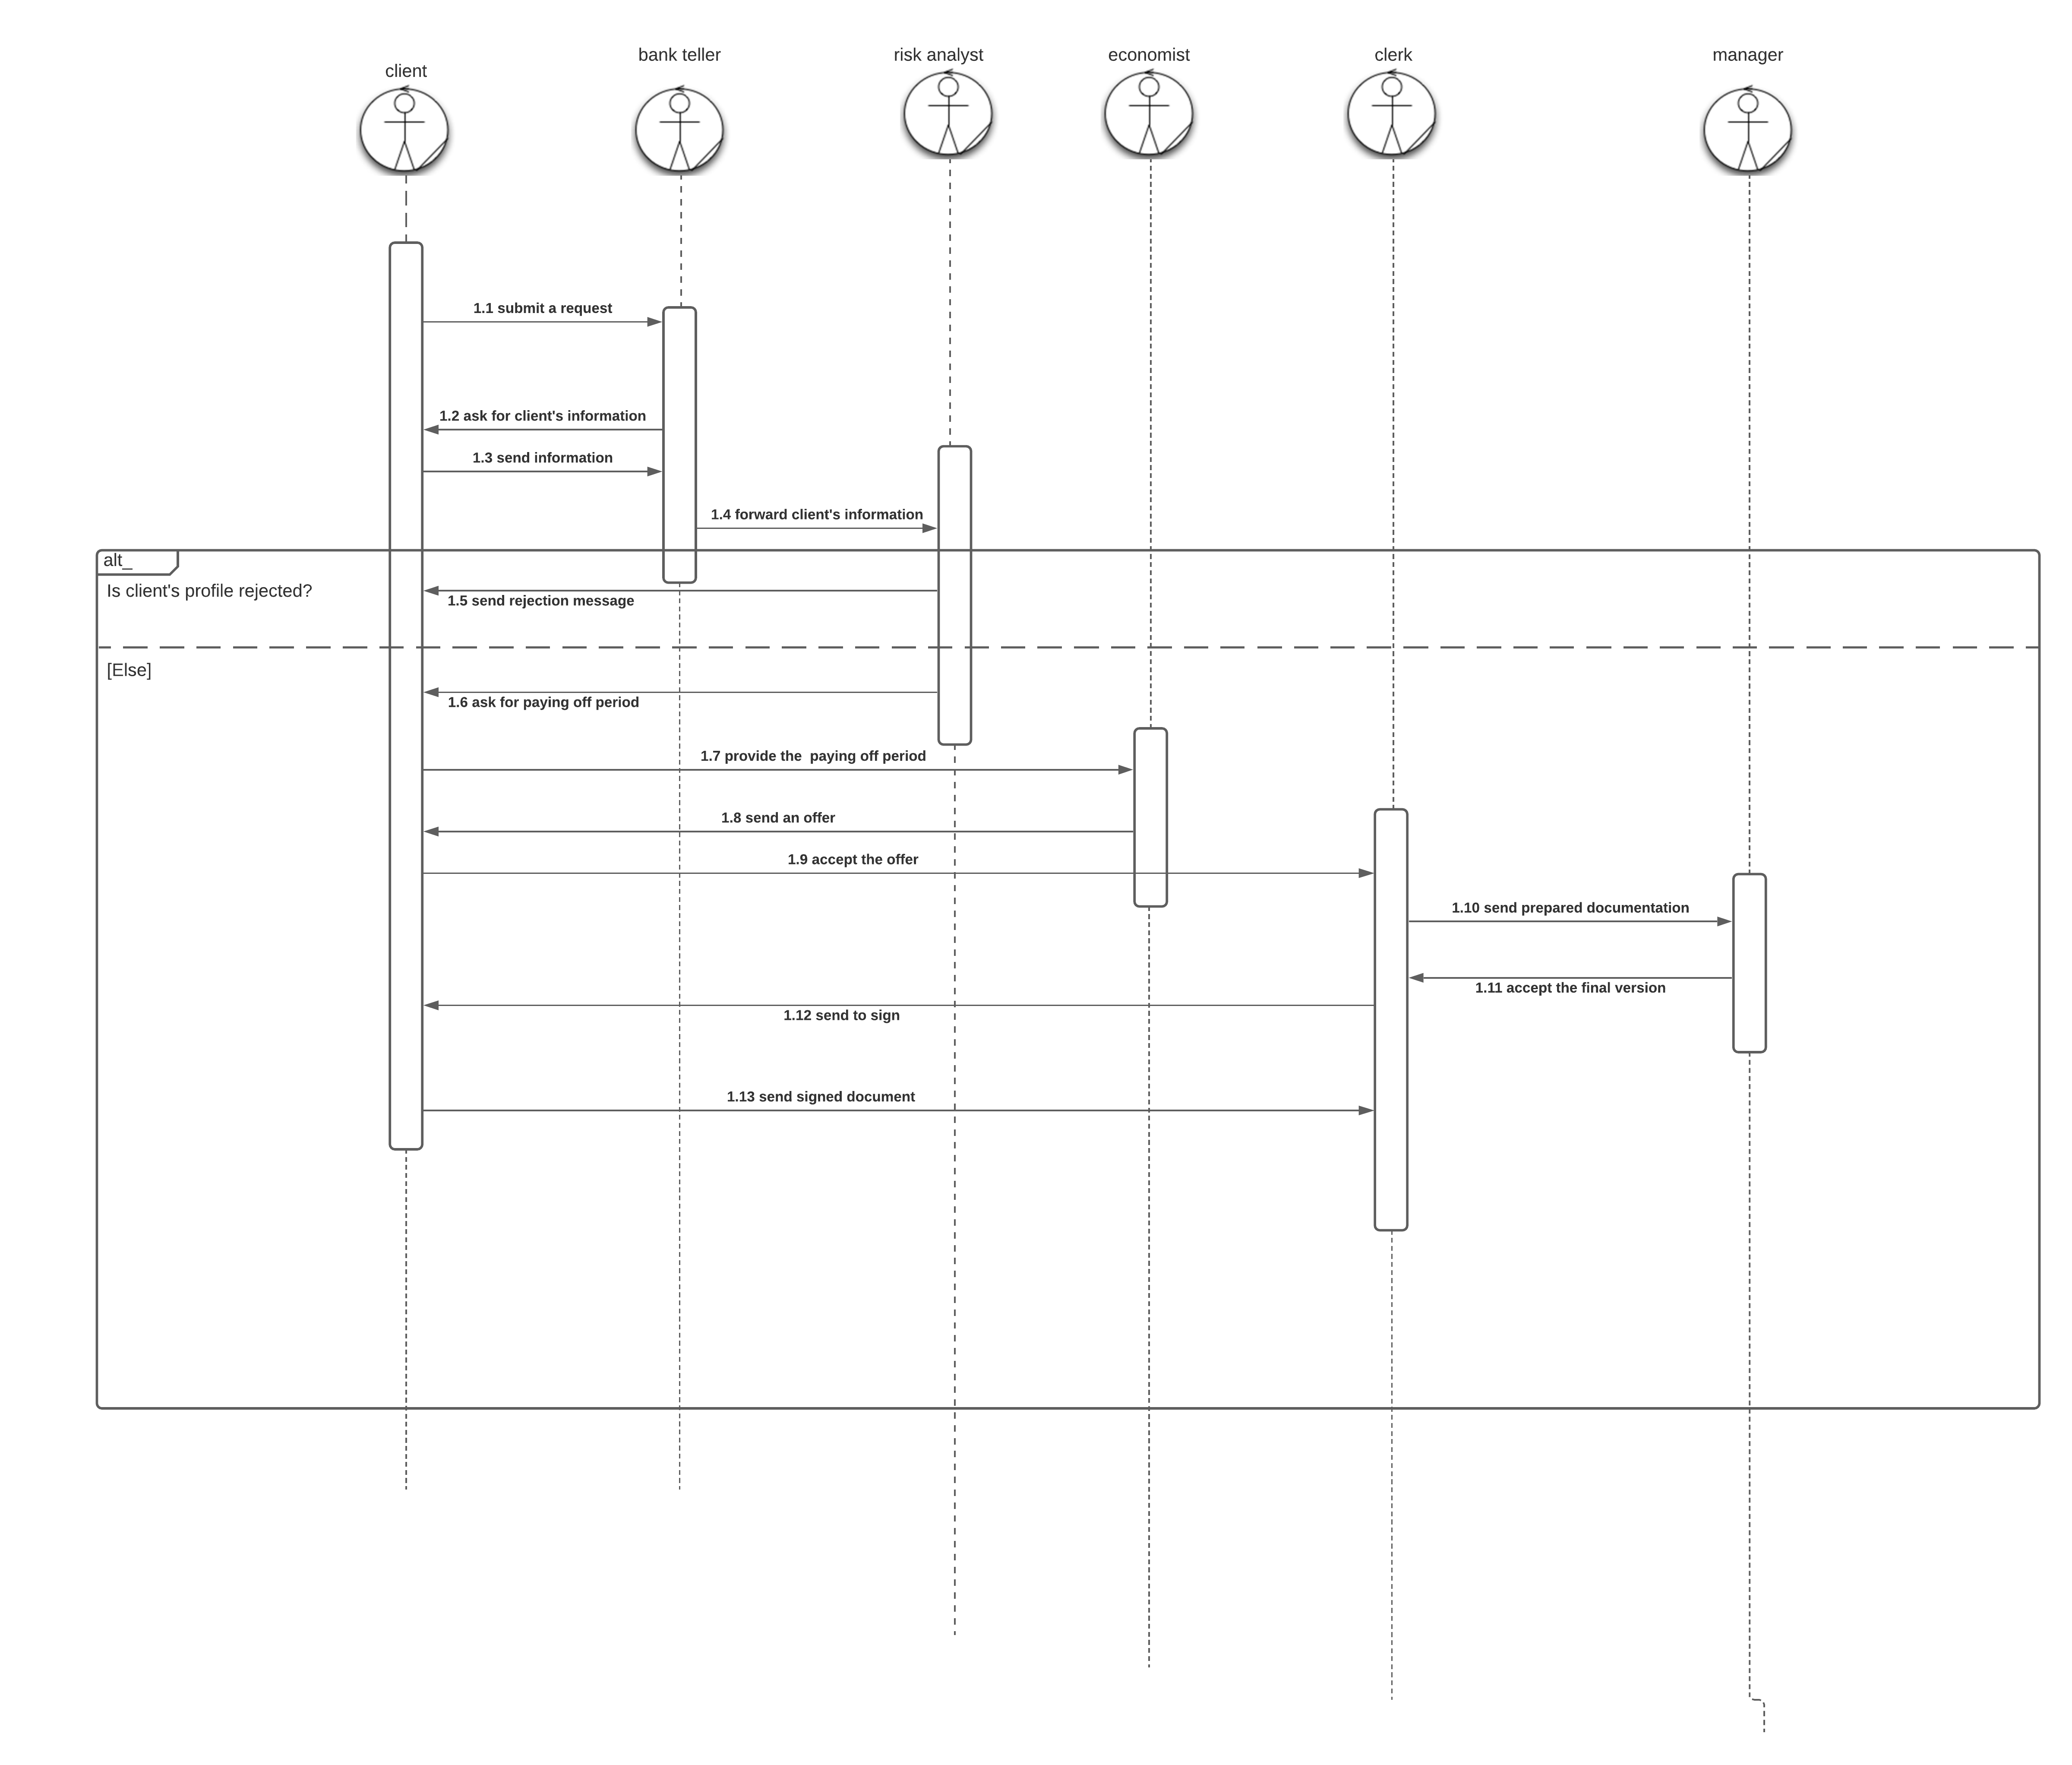 bank teller
risk analyst
economist
clerk
manager
client
1.1 submit a request
1.2 ask for client's information
1.3 send information
1.4 forward client's information
alt_
Is client's profile rejected?
1.5 send rejection message
[Else]
1.6 ask for paying off period
1.7 provide the  paying off period
1.8 send an offer
1.9 accept the offer
1.10 send prepared documentation
1.11 accept the final version
1.12 send to sign
1.13 send signed document